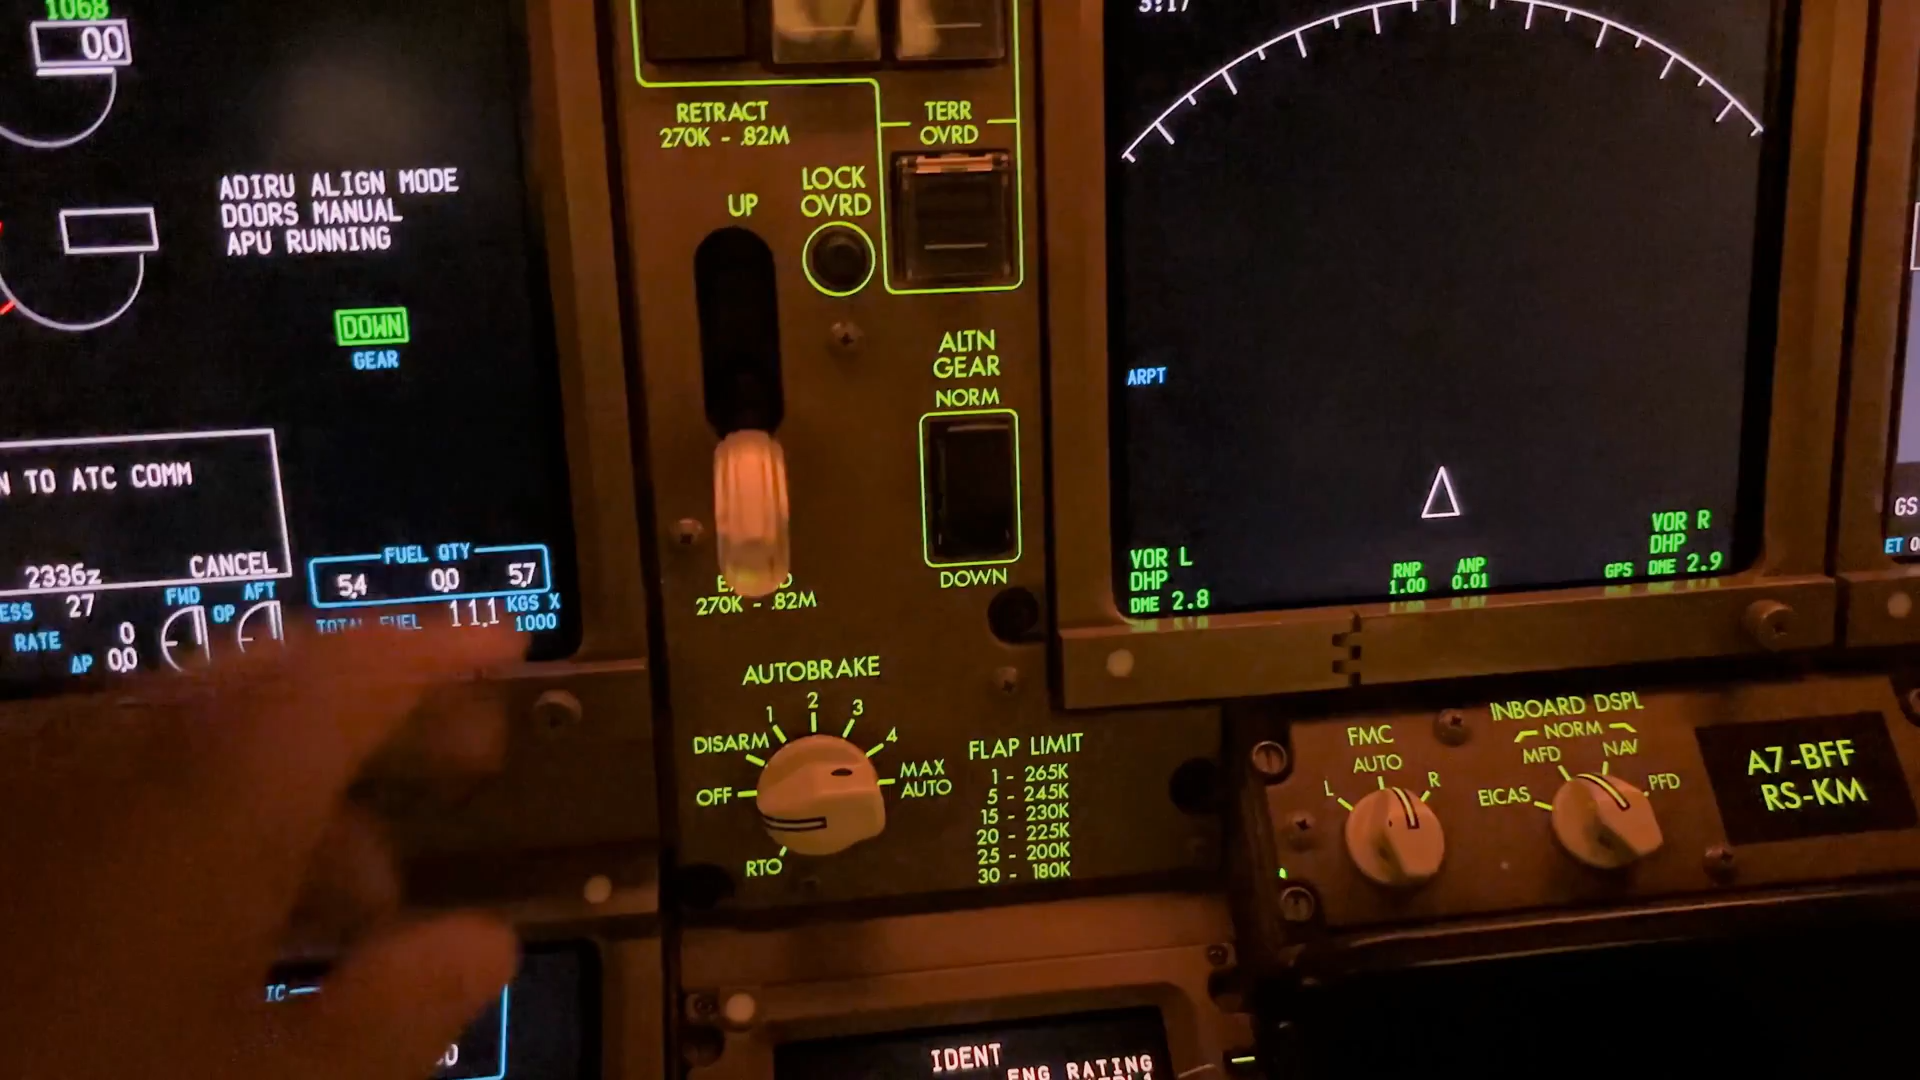 1068
0.0
ADIRU ALIGN MODE
DOORS MANUAL
APU RUNNING
DOWN
GEAR
N TO ATC COMM
2336z
CANCEL
FUEL QTY
5.4 0.0 5.7
TOTAL FUEL 11.1 KGS X
1000
ESS 27
RATE 0
ΔP 0.0
FWD OP AFT
IC
RETRACT
270K - .82M
UP
LOCK
OVRD
TERR
OVRD
ALTN
GEAR
NORM
DOWN
270K - .82M
AUTOBRAKE
OFF
DISARM
1
2
3
4
MAX
AUTO
RTO
FLAP LIMIT
1 - 265K
5 - 245K
15 - 230K
20 - 225K
25 - 200K
30 - 180K
IDENT
ENG RATING
ARPT
VOR L
DHP
DME 2.8
RNP
1.00
ANP
0.01
GPS
VOR R
DHP
DME 2.9
GS
ET
FMC
AUTO
L
R
INBOARD DSPL
NORM
EICAS
MFD
NAV
PFD
A7-BFF
RS-KM